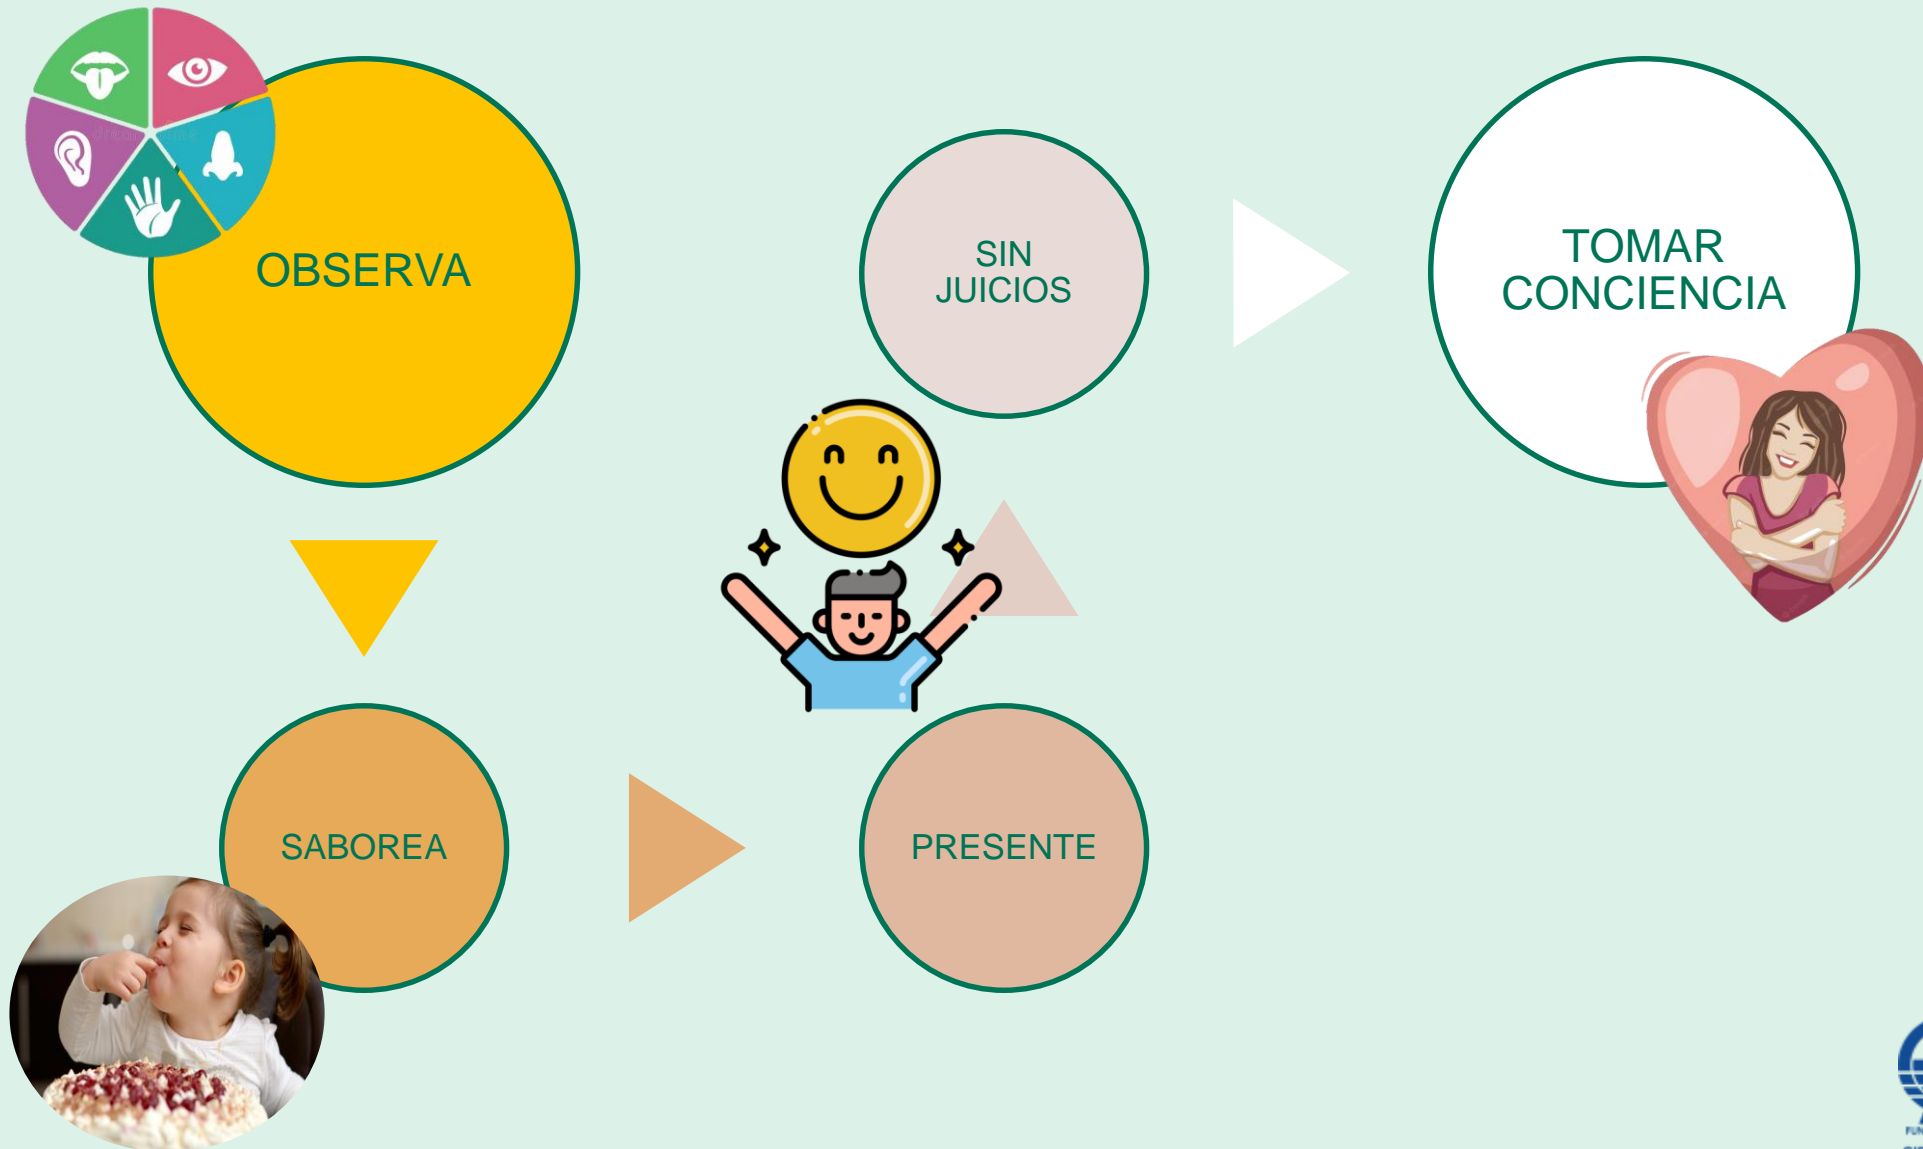 OBSERVA
SABOREA
PRESENTE
SIN
JUICIOS
TOMAR
CONCIENCIA